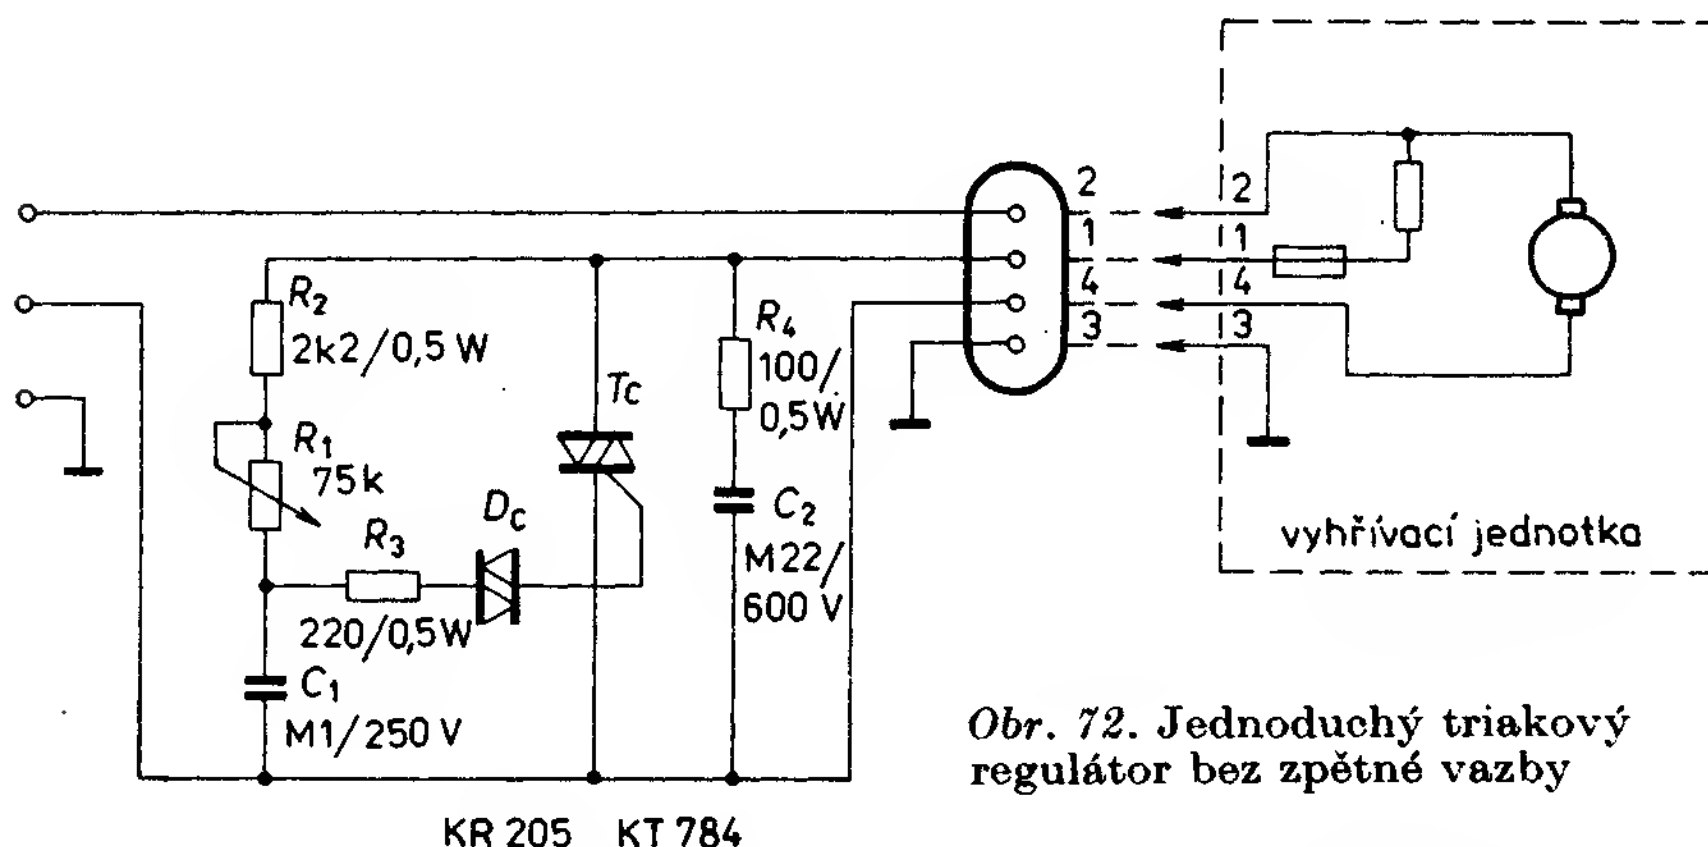 2
1
4
3
2
1
4
3
R2
2k2/0,5 W
R1
75k
R3
220/0,5W
C1
M1/250 V
Dc
Tc
R4
100/
0,5W
C2
M22/
600 V
vyhřívací jednotka
KR 205 KT 784
Obr. 72. Jednoduchý triakový
regulátor bez zpětné vazby